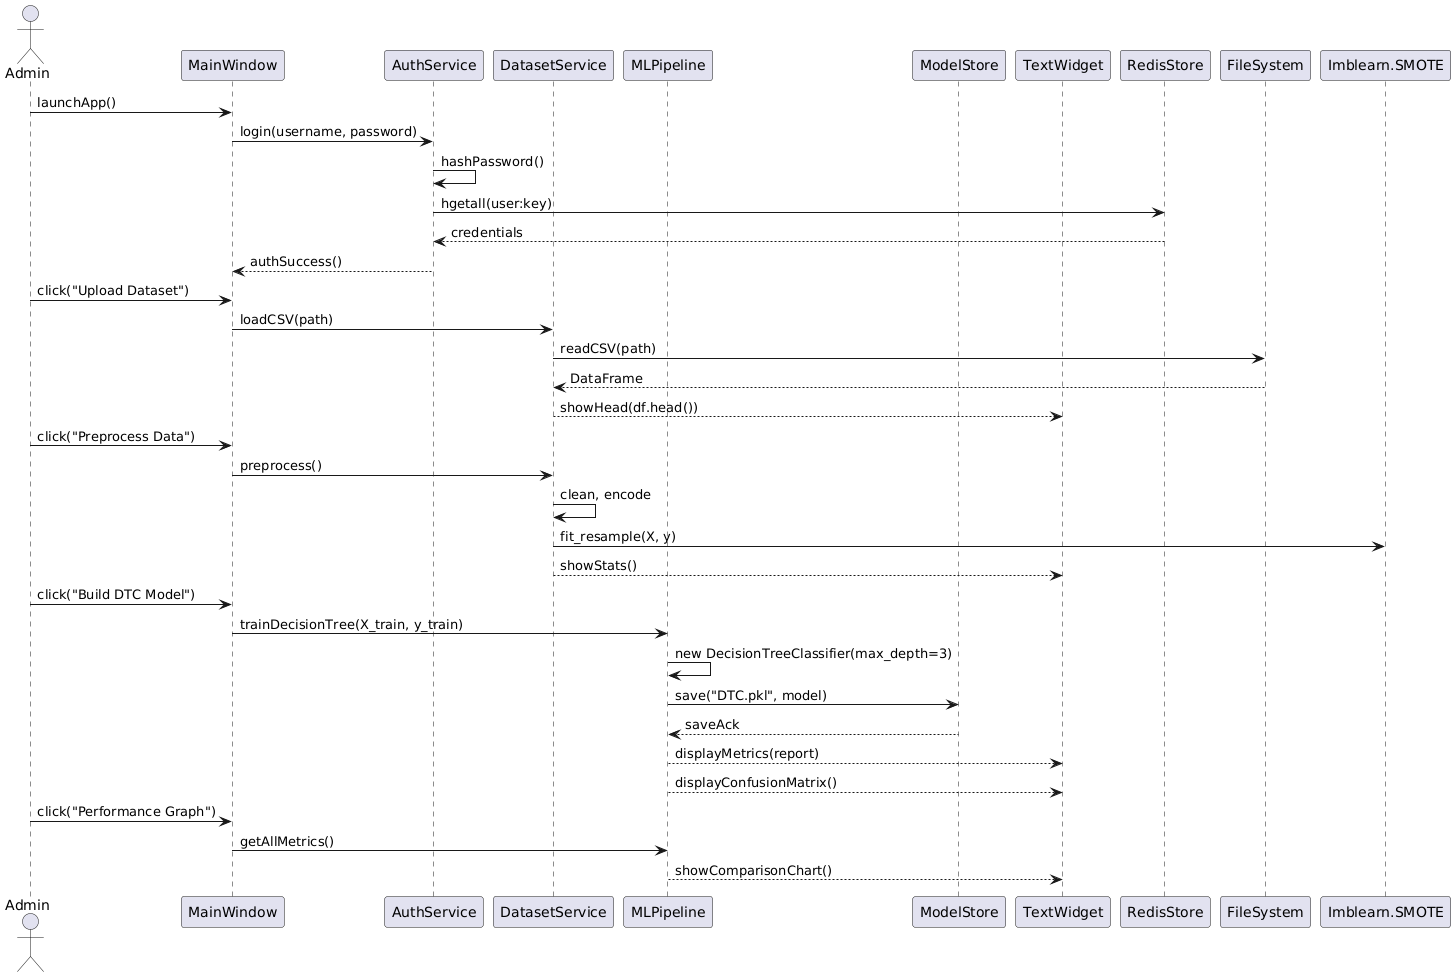 Admin
MainWindow
AuthService
DatasetService
MLPipeline
ModelStore
TextWidget
RedisStore
FileSystem
Imblearn.SMOTE
launchApp()
login(username, password)
hashPassword()
hgetall(user:key)
credentials
authSuccess()
click("Upload Dataset")
loadCSV(path)
readCSV(path)
DataFrame
showHead(df.head())
click("Preprocess Data")
preprocess()
clean, encode
fit_resample(X, y)
showStats()
click("Build DTC Model")
trainDecisionTree(X_train, y_train)
new DecisionTreeClassifier(max_depth=3)
save("DTC.pkl", model)
saveAck
displayMetrics(report)
displayConfusionMatrix()
click("Performance Graph")
getAllMetrics()
showComparisonChart()
Admin
MainWindow
AuthService
DatasetService
MLPipeline
ModelStore
TextWidget
RedisStore
FileSystem
Imblearn.SMOTE